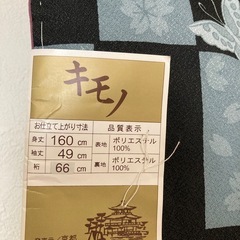 キモノ
お仕立て上がり寸法 品質表示
身丈 160 cm 表地 ポリエステル 100%
袖丈 49 cm
裄 66 cm 裏地 ポリエステル 100%